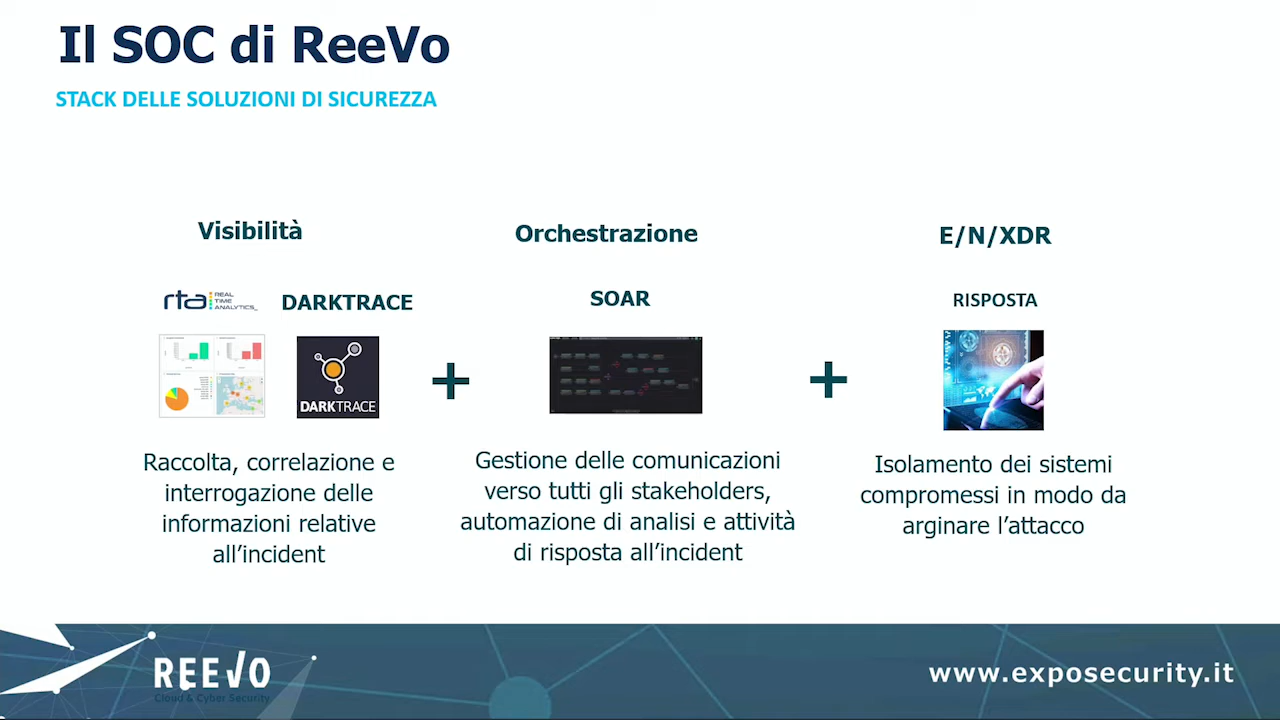 Il SOC di ReeVo
STACK DELLE SOLUZIONI DI SICUREZZA
Visibilità
rta REAL TIME ANALYTICS_
DARKTRACE
DARKTRACE
Raccolta, correlazione e
interrogazione delle
informazioni relative
all’incident
+
Orchestrazione
SOAR
Gestione delle comunicazioni
verso tutti gli stakeholders,
automazione di analisi e attività
di risposta all’incident
+
E/N/XDR
RISPOSTA
Isolamento dei sistemi
compromessi in modo da
arginare l’attacco
REEVO
Cloud & Cyber Security
www.exposecurity.it